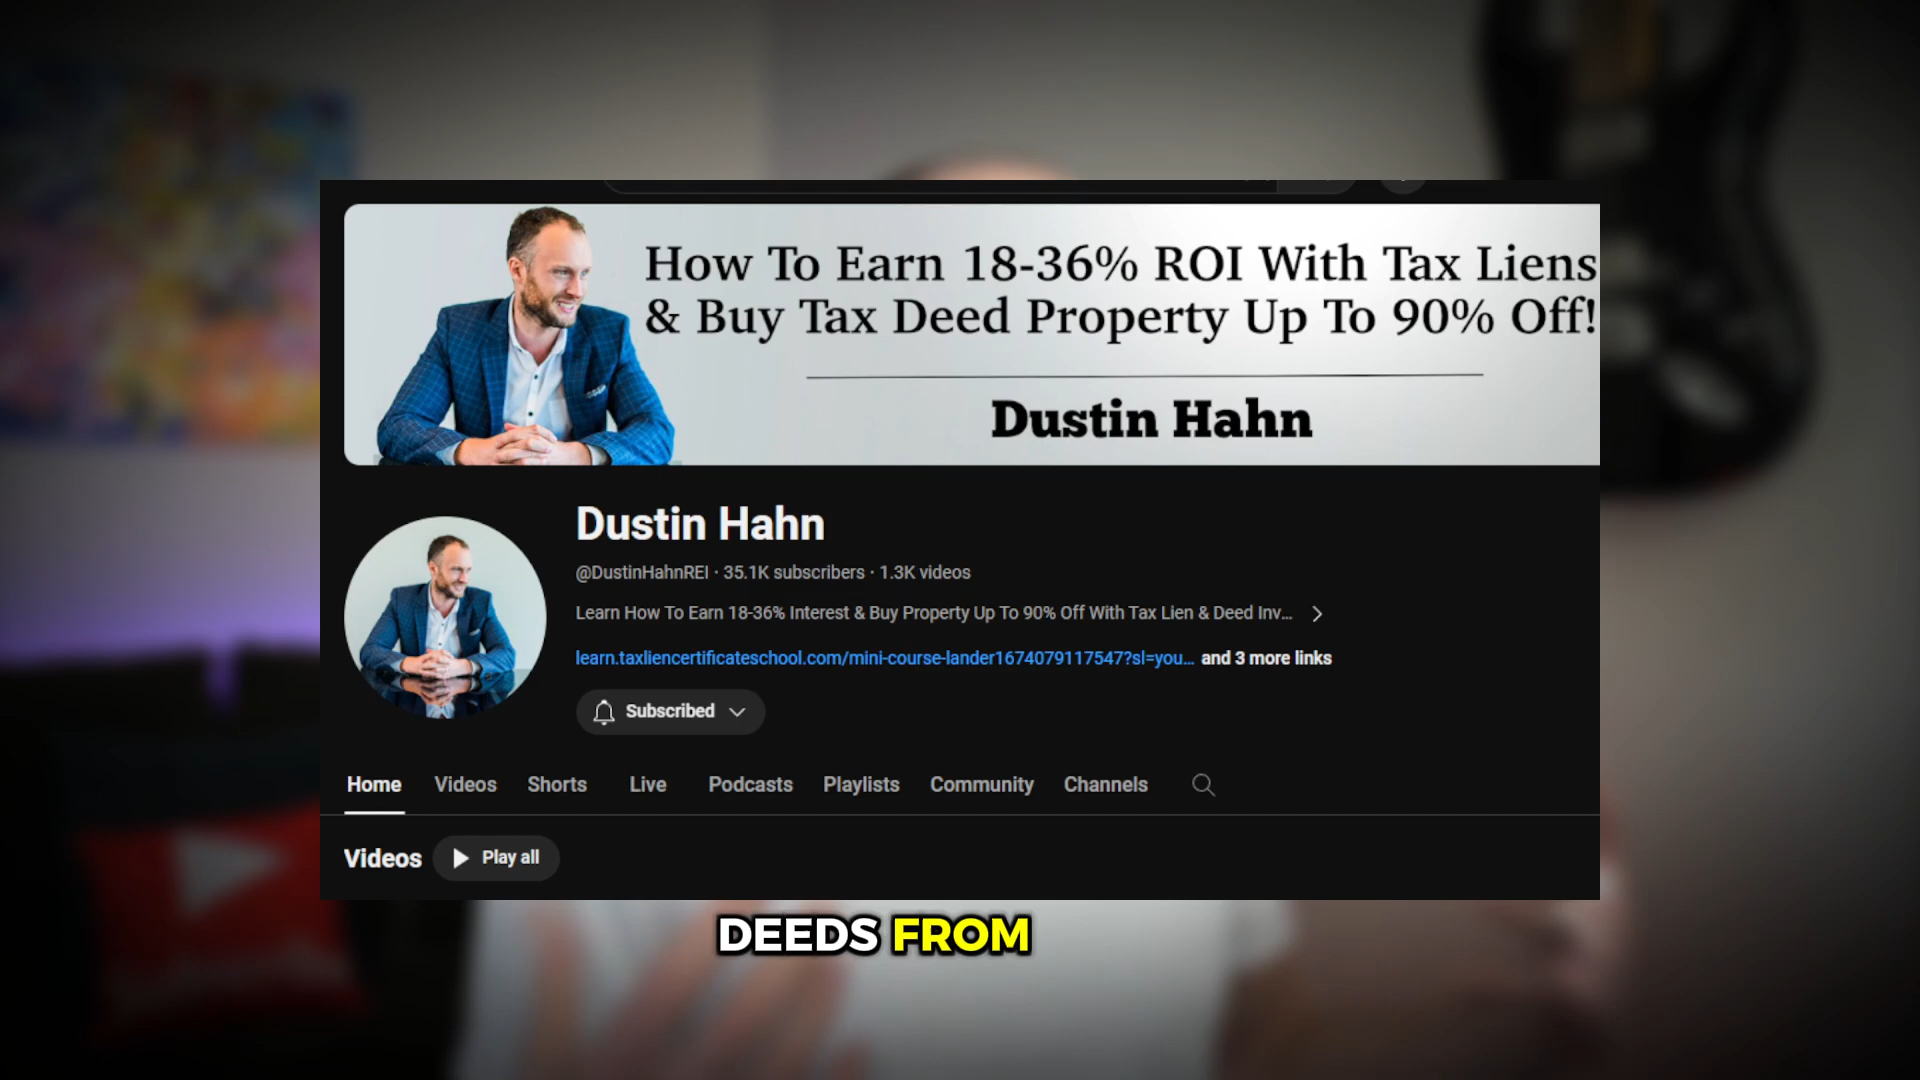 How To Earn 18-36% ROI With Tax Liens
& Buy Tax Deed Property Up To 90% Off!
Dustin Hahn
Dustin Hahn
@DustinHahnREI · 35.1K subscribers · 1.3K videos
Learn How To Earn 18-36% Interest & Buy Property Up To 90% Off With Tax Lien & Deed Inv...
learn.taxliencertificateschool.com/mini-course-lander1674079117547?sl=you... and 3 more links
Subscribed
Home Videos Shorts Live Podcasts Playlists Community Channels
Videos Play all
DEEDS FROM